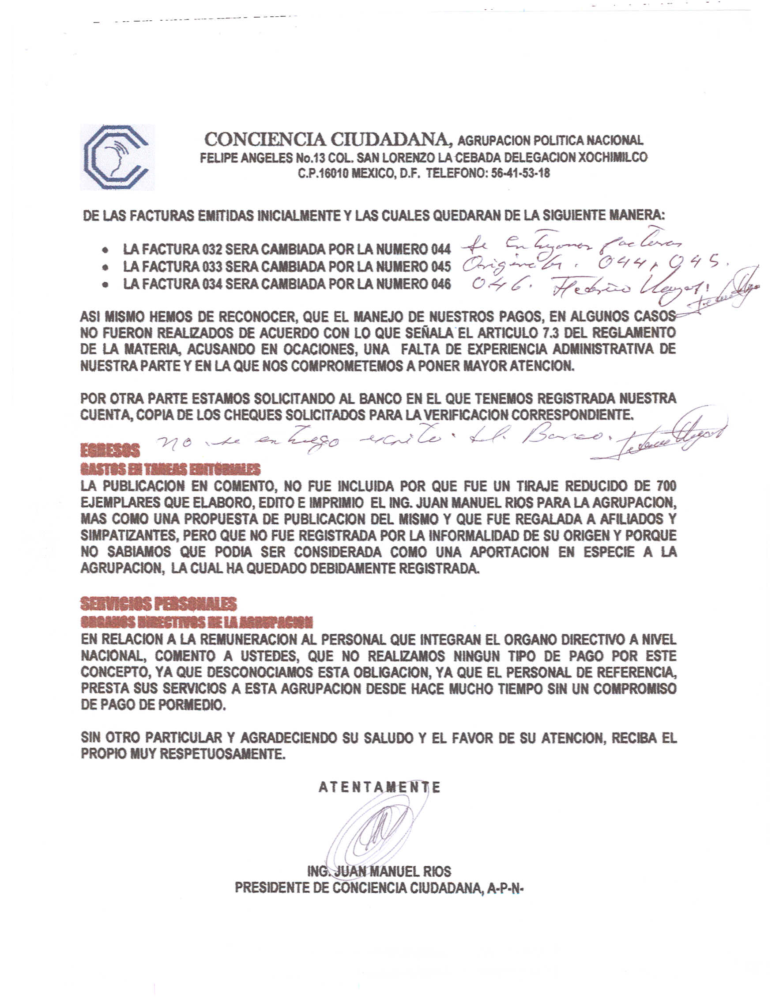 CONCIENCIA CIUDADANA, AGRUPACION POLITICA NACIONAL
FELIPE ANGELES No.13 COL. SAN LORENZO LA CEBADA DELEGACION XOCHIMILCO
C.P.16010 MEXICO, D.F. TELEFONO: 56-41-53-18
DE LAS FACTURAS EMITIDAS INICIALMENTE Y LAS CUALES QUEDARAN DE LA SIGUIENTE MANERA:
• LA FACTURA 032 SERA CAMBIADA POR LA NUMERO 044 Se facturas
• LA FACTURA 033 SERA CAMBIADA POR LA NUMERO 045 044, 045.
• LA FACTURA 034 SERA CAMBIADA POR LA NUMERO 046 046.
ASI MISMO HEMOS DE RECONOCER, QUE EL MANEJO DE NUESTROS PAGOS, EN ALGUNOS CASOS
NO FUERON REALIZADOS DE ACUERDO CON LO QUE SEÑALA EL ARTICULO 7.3 DEL REGLAMENTO
DE LA MATERIA, ACUSANDO EN OCACIONES, UNA FALTA DE EXPERIENCIA ADMINISTRATIVA DE
NUESTRA PARTE Y EN LA QUE NOS COMPROMETEMOS A PONER MAYOR ATENCION.
POR OTRA PARTE ESTAMOS SOLICITANDO AL BANCO EN EL QUE TENEMOS REGISTRADA NUESTRA
CUENTA, COPIA DE LOS CHEQUES SOLICITADOS PARA LA VERIFICACION CORRESPONDIENTE.
no se entrego escrito del Banco.
EGRESOS
GASTOS EN TAREAS EDITORIALES
LA PUBLICACION EN COMENTO, NO FUE INCLUIDA POR QUE FUE UN TIRAJE REDUCIDO DE 700
EJEMPLARES QUE ELABORO, EDITO E IMPRIMIO EL ING. JUAN MANUEL RIOS PARA LA AGRUPACION,
MAS COMO UNA PROPUESTA DE PUBLICACION DEL MISMO Y QUE FUE REGALADA A AFILIADOS Y
SIMPATIZANTES, PERO QUE NO FUE REGISTRADA POR LA INFORMALIDAD DE SU ORIGEN Y PORQUE
NO SABIAMOS QUE PODIA SER CONSIDERADA COMO UNA APORTACION EN ESPECIE A LA
AGRUPACION, LA CUAL HA QUEDADO DEBIDAMENTE REGISTRADA.
SERVICIOS PERSONALES
ORGANOS DIRECTIVOS DE LA AGRUPACION
EN RELACION A LA REMUNERACION AL PERSONAL QUE INTEGRAN EL ORGANO DIRECTIVO A NIVEL
NACIONAL, COMENTO A USTEDES, QUE NO REALIZAMOS NINGUN TIPO DE PAGO POR ESTE
CONCEPTO, YA QUE DESCONOCIAMOS ESTA OBLIGACION, YA QUE EL PERSONAL DE REFERENCIA,
PRESTA SUS SERVICIOS A ESTA AGRUPACION DESDE HACE MUCHO TIEMPO SIN UN COMPROMISO
DE PAGO DE PORMEDIO.
SIN OTRO PARTICULAR Y AGRADECIENDO SU SALUDO Y EL FAVOR DE SU ATENCION, RECIBA EL
PROPIO MUY RESPETUOSAMENTE.
ATENTAMENTE
ING. JUAN MANUEL RIOS
PRESIDENTE DE CONCIENCIA CIUDADANA, A-P-N-